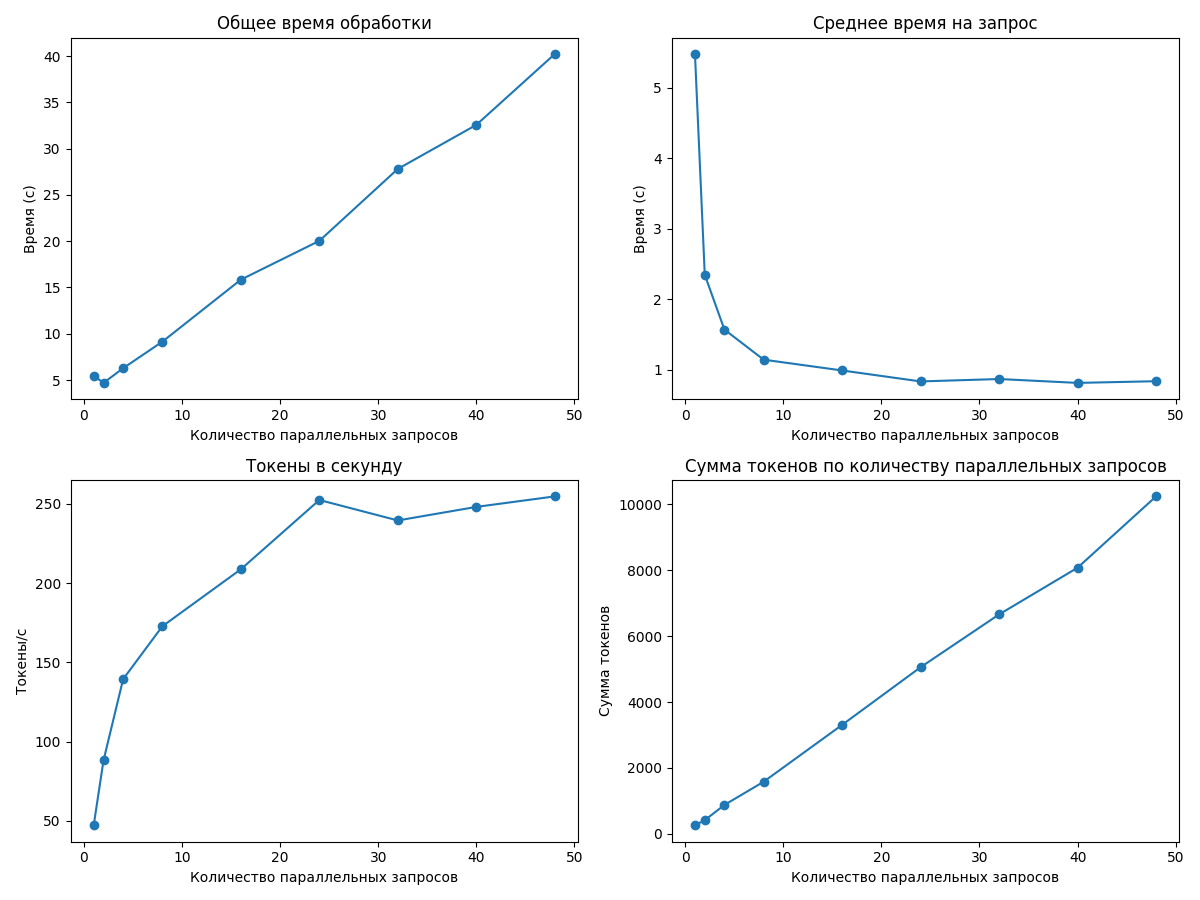 Общее время обработки
Время (с)
40
35
30
25
20
15
10
5
0 10 20 30 40 50
Количество параллельных запросов
Среднее время на запрос
Время (с)
5
4
3
2
1
0 10 20 30 40 50
Количество параллельных запросов
Токены в секунду
Токены/с
250
200
150
100
50
0 10 20 30 40 50
Количество параллельных запросов
Сумма токенов по количеству параллельных запросов
Сумма токенов
10000
8000
6000
4000
2000
0
0 10 20 30 40 50
Количество параллельных запросов